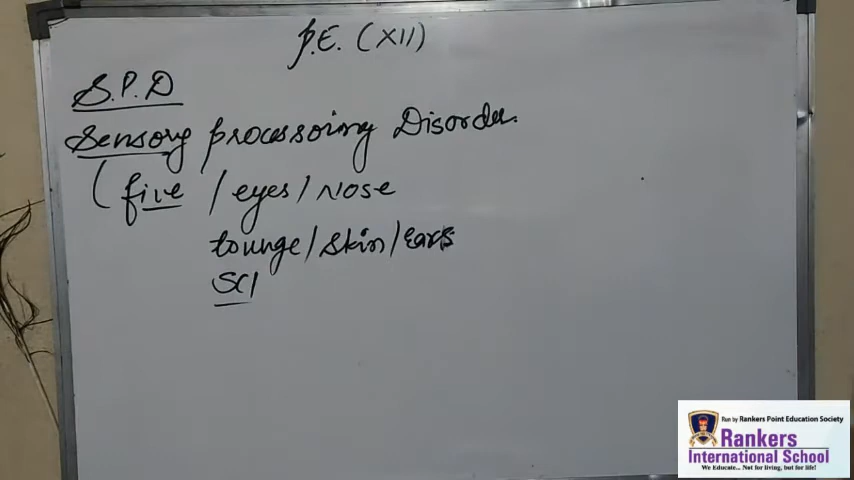 P.E. (XII)
S.P.D
Sensory processoing Disorder.
(five / eyes / Nose
tounge / skin / Ears
SCI
Run by Rankers Point Education Society
Rankers
International School
We Educate... Not for living, but for life!